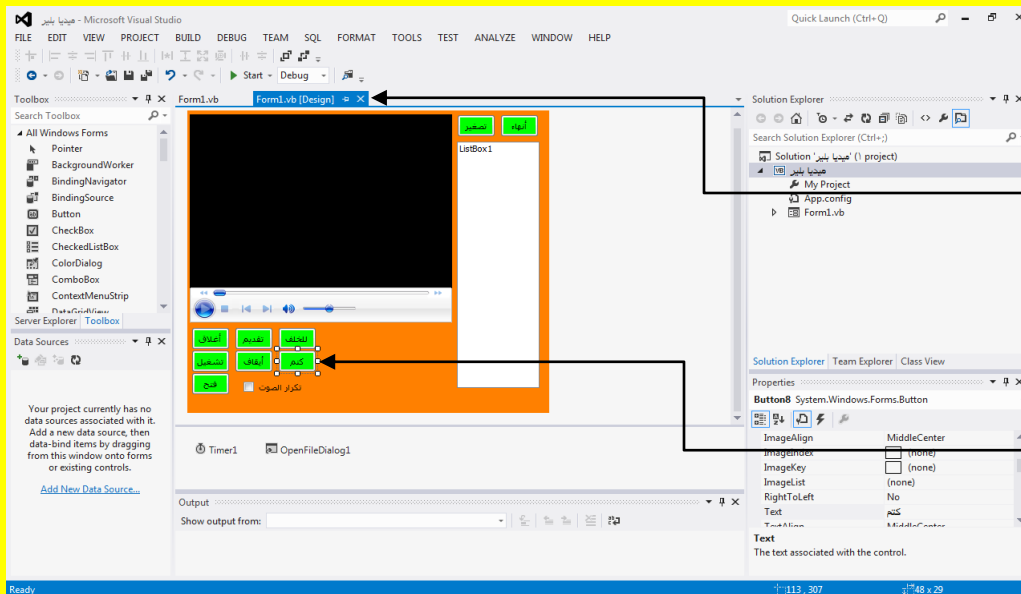 هيديا بلير - Microsoft Visual Studio
Quick Launch (Ctrl+Q)
FILE EDIT VIEW PROJECT BUILD DEBUG TEAM SQL FORMAT TOOLS TEST ANALYZE WINDOW HELP
Start Debug
Toolbox
Search Toolbox
All Windows Forms
Pointer
BackgroundWorker
BindingNavigator
BindingSource
Button
CheckBox
CheckedListBox
ColorDialog
ComboBox
ContextMenuStrip
DataGridView
Server Explorer Toolbox
Data Sources
Your project currently has no
data sources associated with it.
Add a new data source, then
data-bind items by dragging
from this window onto forms
or existing controls.
Add New Data Source...
Form1.vb Form1.vb [Design]
تصغير
أنهاء
ListBox1
أغلاق
تقديم
للخلف
تشغيل
أيقاف
كتم
فتح
تكرار الصوت
Timer1 OpenFileDialog1
Output
Show output from:
Solution Explorer
Search Solution Explorer (Ctrl+;)
Solution 'هيديا بلير' (١ project)
هيديا بلير
My Project
App.config
Form1.vb
Solution Explorer Team Explorer Class View
Properties
Button8 System.Windows.Forms.Button
ImageAlign MiddleCenter
ImageIndex (none)
ImageKey (none)
ImageList (none)
RightToLeft No
Text كتم
TextAlign MiddleCenter
Text
The text associated with the control.
Ready
113 , 307
48 x 29